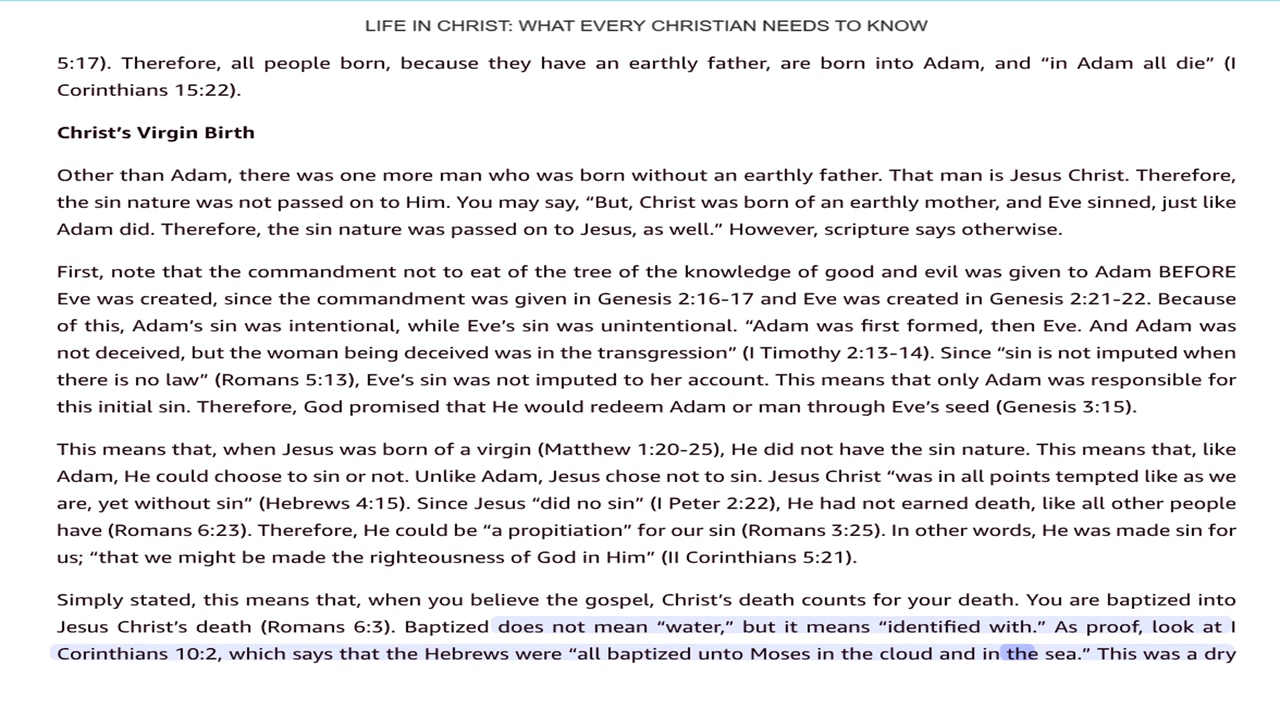 LIFE IN CHRIST: WHAT EVERY CHRISTIAN NEEDS TO KNOW
5:17). Therefore, all people born, because they have an earthly father, are born into Adam, and “in Adam all die” (I
Corinthians 15:22).
Christ’s Virgin Birth
Other than Adam, there was one more man who was born without an earthly father. That man is Jesus Christ. Therefore,
the sin nature was not passed on to Him. You may say, “But, Christ was born of an earthly mother, and Eve sinned, just like
Adam did. Therefore, the sin nature was passed on to Jesus, as well.” However, scripture says otherwise.
First, note that the commandment not to eat of the tree of the knowledge of good and evil was given to Adam BEFORE
Eve was created, since the commandment was given in Genesis 2:16-17 and Eve was created in Genesis 2:21-22. Because
of this, Adam’s sin was intentional, while Eve’s sin was unintentional. “Adam was first formed, then Eve. And Adam was
not deceived, but the woman being deceived was in the transgression” (I Timothy 2:13-14). Since “sin is not imputed when
there is no law” (Romans 5:13), Eve’s sin was not imputed to her account. This means that only Adam was responsible for
this initial sin. Therefore, God promised that He would redeem Adam or man through Eve’s seed (Genesis 3:15).
This means that, when Jesus was born of a virgin (Matthew 1:20-25), He did not have the sin nature. This means that, like
Adam, He could choose to sin or not. Unlike Adam, Jesus chose not to sin. Jesus Christ “was in all points tempted like as we
are, yet without sin” (Hebrews 4:15). Since Jesus “did no sin” (I Peter 2:22), He had not earned death, like all other people
have (Romans 6:23). Therefore, He could be “a propitiation” for our sin (Romans 3:25). In other words, He was made sin for
us; “that we might be made the righteousness of God in Him” (II Corinthians 5:21).
Simply stated, this means that, when you believe the gospel, Christ’s death counts for your death. You are baptized into
Jesus Christ’s death (Romans 6:3). Baptized does not mean “water,” but it means “identified with.” As proof, look at I
Corinthians 10:2, which says that the Hebrews were “all baptized unto Moses in the cloud and in the sea.” This was a dry